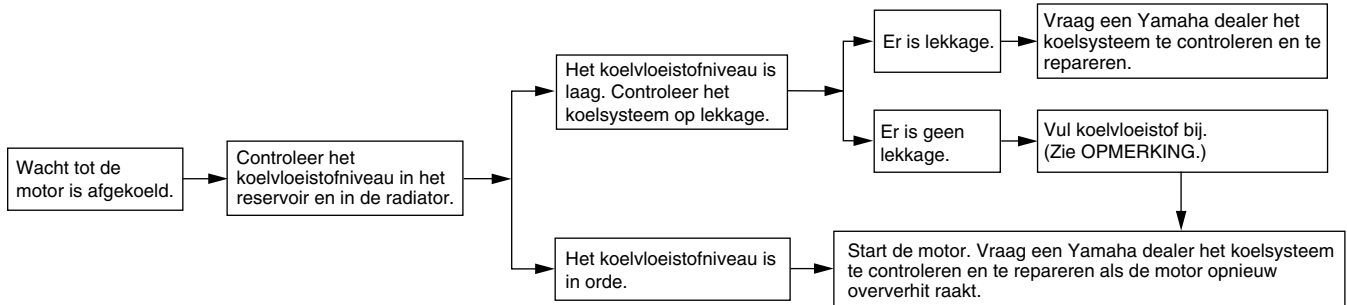 Wacht tot de
motor is afgekoeld.
Controleer het
koelvloeistofniveau in het
reservoir en in de radiator.
Het koelvloeistofniveau is
laag. Controleer het
koelsysteem op lekkage.
Er is lekkage.
Vraag een Yamaha dealer het
koelsysteem te controleren en te
repareren.
Er is geen
lekkage.
Vul koelvloeistof bij.
(Zie OPMERKING.)
Het koelvloeistofniveau is
in orde.
Start de motor. Vraag een Yamaha dealer het koelsysteem
te controleren en te repareren als de motor opnieuw
oververhit raakt.